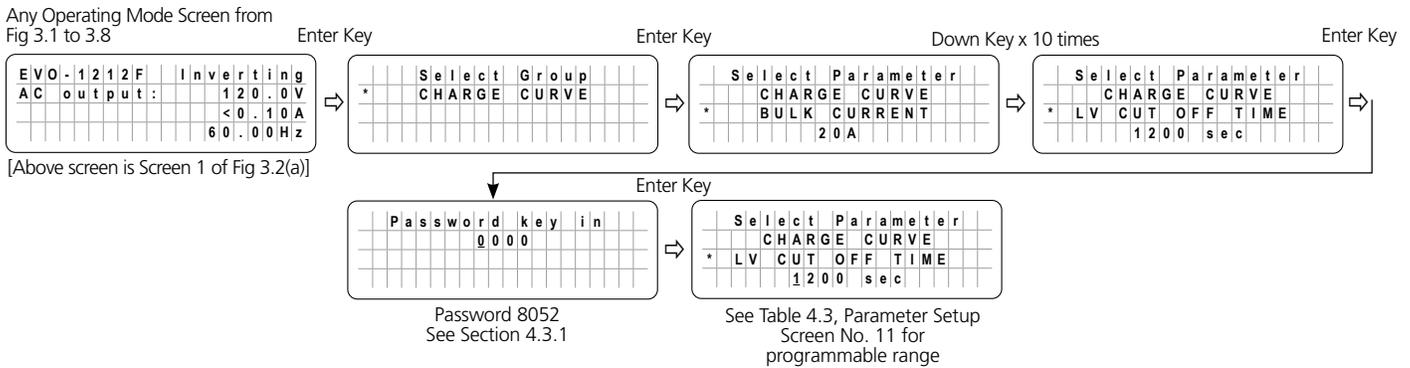 Any Operating Mode Screen from
Fig 3.1 to 3.8
Enter Key
Enter Key
Down Key x 10 times
Enter Key
EVO-1212F Inverting
AC output: 120.0V
<0.10A
60.00Hz
[Above screen is Screen 1 of Fig 3.2(a)]
Select Group
* CHARGE CURVE
Select Parameter
CHARGE CURVE
* BULK CURRENT
20A
Select Parameter
CHARGE CURVE
* LV CUT OFF TIME
1200 sec
Enter Key
Password key in
0000
Password 8052
See Section 4.3.1
Select Parameter
CHARGE CURVE
* LV CUT OFF TIME
1200 sec
See Table 4.3, Parameter Setup
Screen No. 11 for
programmable range